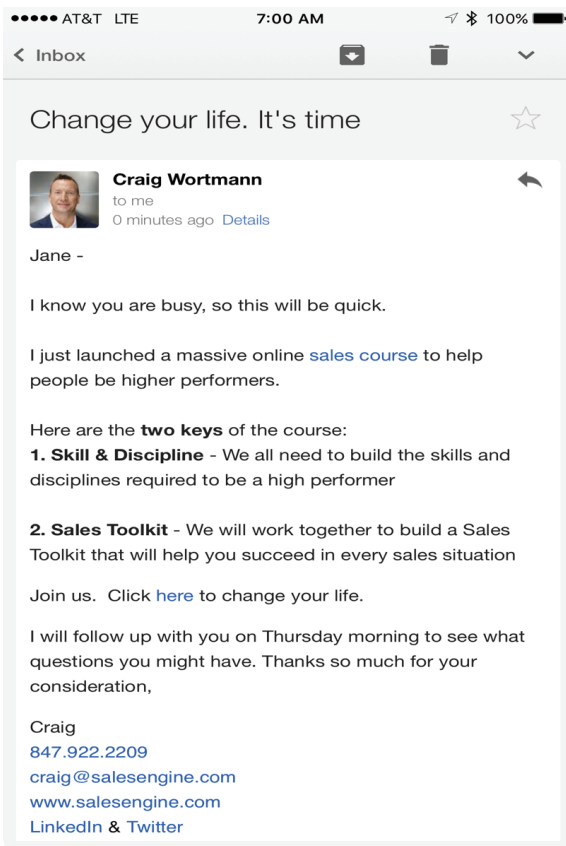 AT&T LTE 7:00 AM 100%
Inbox
Change your life. It's time
Craig Wortmann
to me
0 minutes ago Details
Jane -
I know you are busy, so this will be quick.
I just launched a massive online sales course to help
people be higher performers.
Here are the two keys of the course:
1. Skill & Discipline - We all need to build the skills and
disciplines required to be a high performer
2. Sales Toolkit - We will work together to build a Sales
Toolkit that will help you succeed in every sales situation
Join us. Click here to change your life.
I will follow up with you on Thursday morning to see what
questions you might have. Thanks so much for your
consideration,
Craig
847.922.2209
craig@salesengine.com
www.salesengine.com
LinkedIn & Twitter